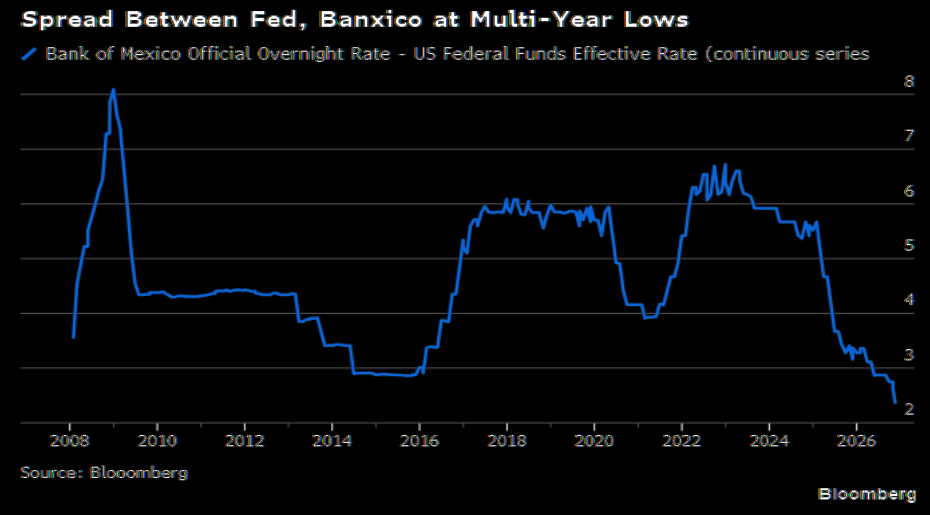 Spread Between Fed, Banxico at Multi-Year Lows
Bank of Mexico Official Overnight Rate - US Federal Funds Effective Rate (continuous series
8
7
6
5
4
3
2
2008 2010 2012 2014 2016 2018 2020 2022 2024 2026
Source: Blooomberg
Bloomberg